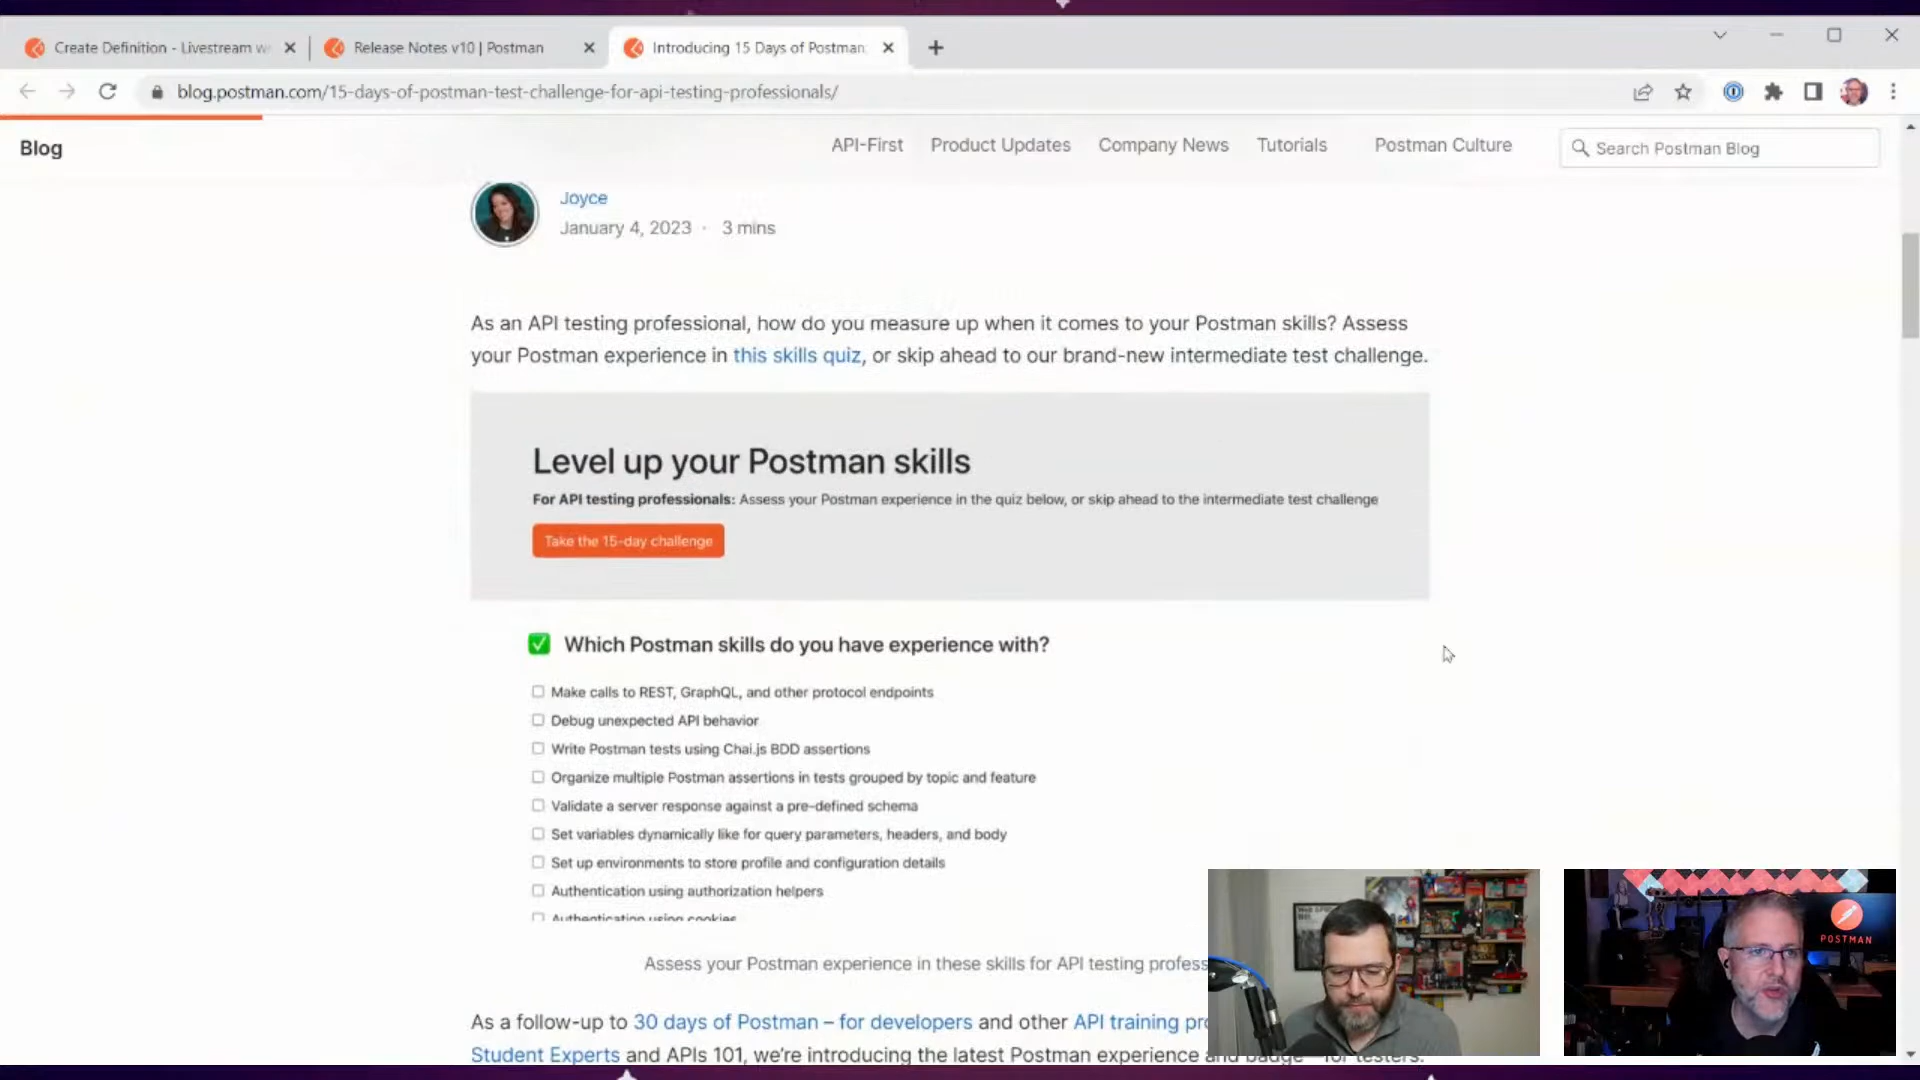 Create Definition - Livestream w
Release Notes v10 | Postman
Introducing 15 Days of Postman
blog.postman.com/15-days-of-postman-test-challenge-for-api-testing-professionals/
Blog
API-First
Product Updates
Company News
Tutorials
Postman Culture
Search Postman Blog
Joyce
January 4, 2023 · 3 mins
As an API testing professional, how do you measure up when it comes to your Postman skills? Assess
your Postman experience in this skills quiz, or skip ahead to our brand-new intermediate test challenge.
Level up your Postman skills
For API testing professionals: Assess your Postman experience in the quiz below, or skip ahead to the intermediate test challenge
Take the 15-day challenge
Which Postman skills do you have experience with?
Make calls to REST, GraphQL, and other protocol endpoints
Debug unexpected API behavior
Write Postman tests using Chai.js BDD assertions
Organize multiple Postman assertions in tests grouped by topic and feature
Validate a server response against a pre-defined schema
Set variables dynamically like for query parameters, headers, and body
Set up environments to store profile and configuration details
Authentication using authorization helpers
Authentication using cookies
Assess your Postman experience in these skills for API testing profess
As a follow-up to 30 days of Postman – for developers and other API training pr
Student Experts and APIs 101, we're introducing the latest Postman experience and badge – for testers.
POSTMAN